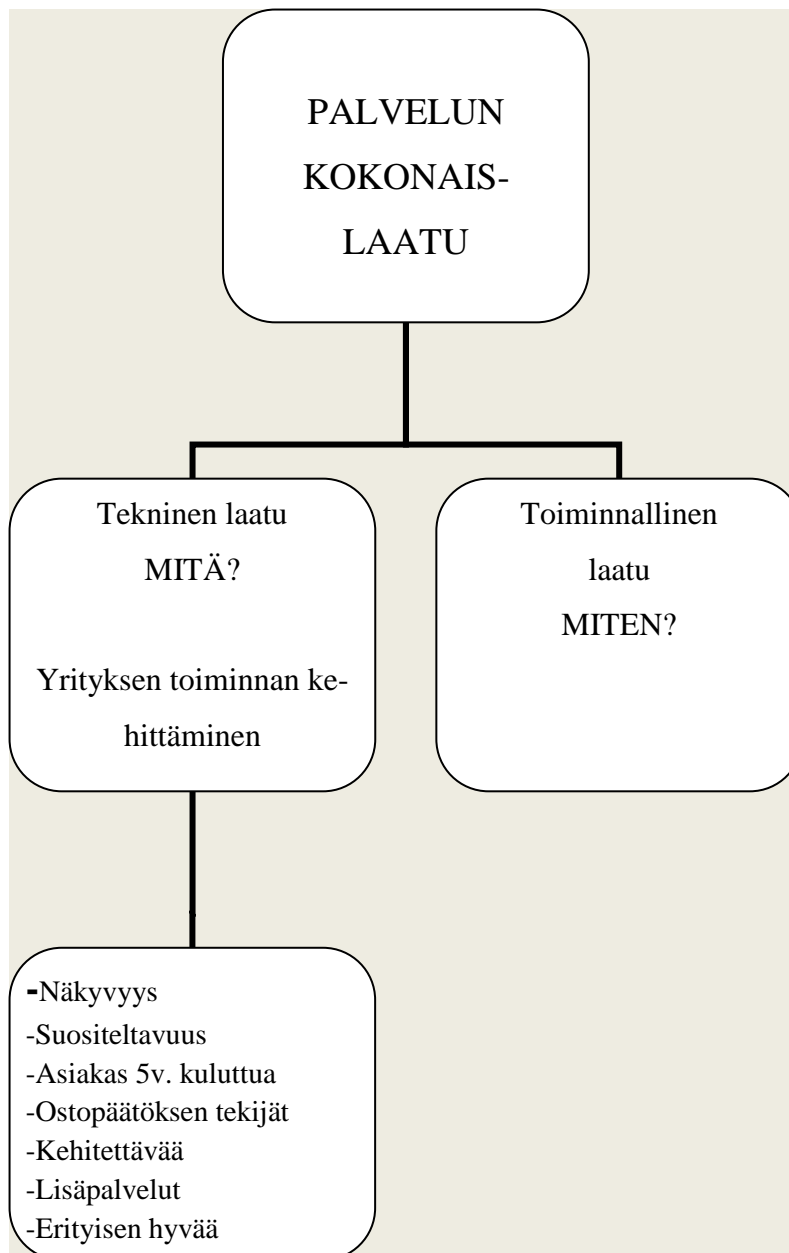 PALVELUN
KOKONAIS-
LAATU
Tekninen laatu
MITÄ?
Yrityksen toiminnan ke-
hittäminen
Toiminnallinen
laatu
MITEN?
-Näkyvyys
-Suositeltavuus
-Asiakas 5v. kuluttua
-Ostopäätöksen tekijät
-Kehitettävää
-Lisäpalvelut
-Erityisen hyvää